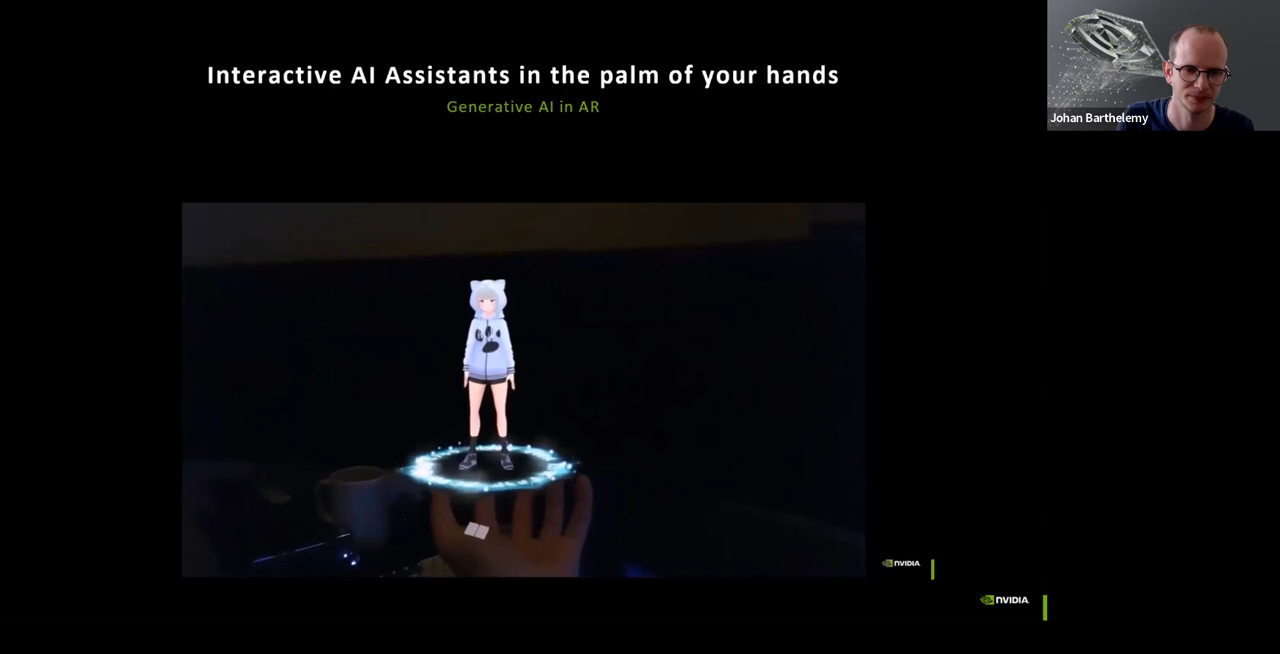 Interactive AI Assistants in the palm of your hands
Generative AI in AR
Johan Barthelemy
NVIDIA
NVIDIA